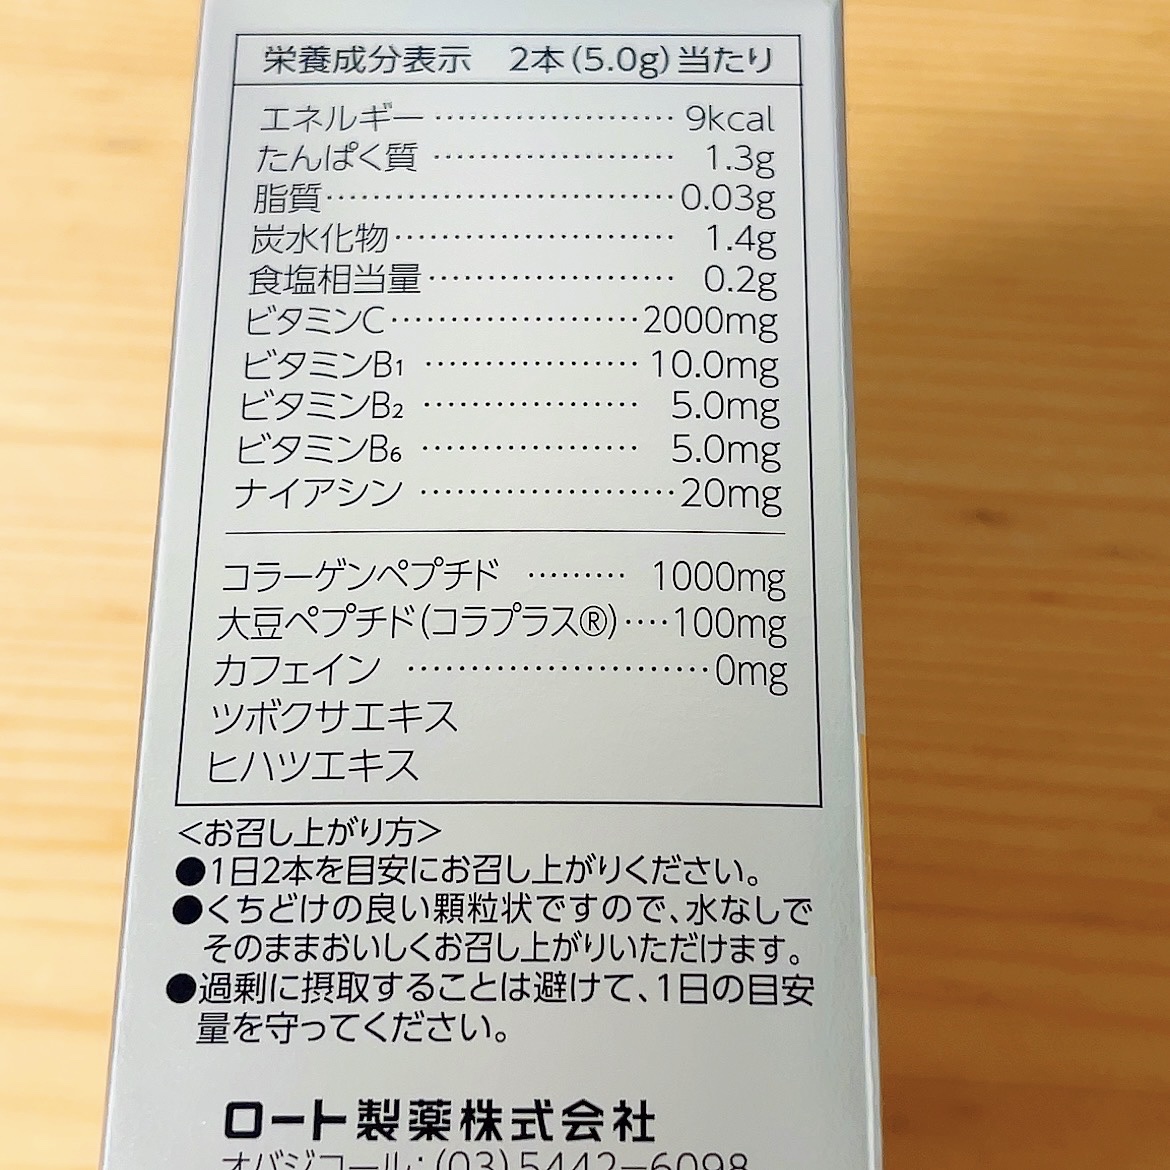 栄養成分表示 2本(5.0g)当たり
エネルギー 9kcal
たんぱく質 1.3g
脂質 0.03g
炭水化物 1.4g
食塩相当量 0.2g
ビタミンC 2000mg
ビタミンB₁ 10.0mg
ビタミンB₂ 5.0mg
ビタミンB₆ 5.0mg
ナイアシン 20mg
コラーゲンペプチド 1000mg
大豆ペプチド(コラプラス®) 100mg
カフェイン 0mg
ツボクサエキス
ヒハツエキス
<お召し上がり方>
●1日2本を目安にお召し上がりください。
●くちどけの良い顆粒状ですので、水なしで
そのままおいしくお召し上がりいただけます。
●過剰に摂取することは避けて、1日の目安
量を守ってください。
ロート製薬株式会社
オバジコール:(03)5442-6098